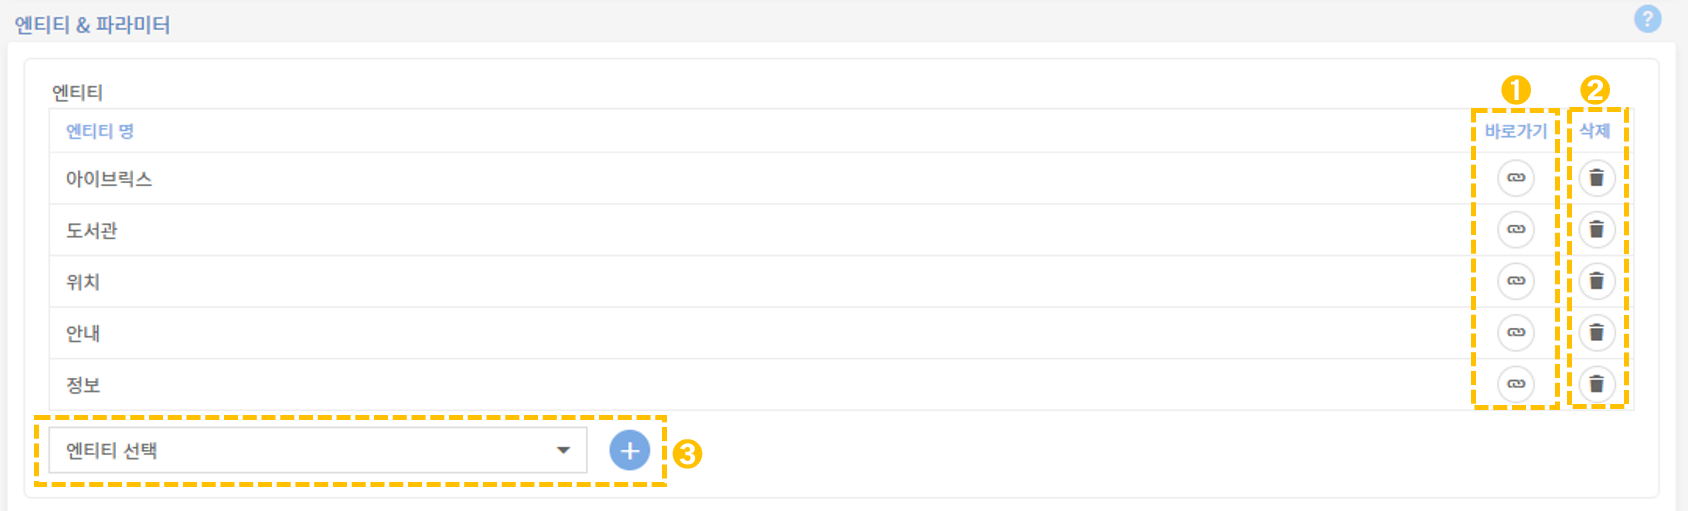 엔티티 & 파라미터 ?
엔티티 1 2
엔티티 명 바로가기 삭제
아이브릭스
도서관
위치
안내
정보
엔티티 선택 + 3